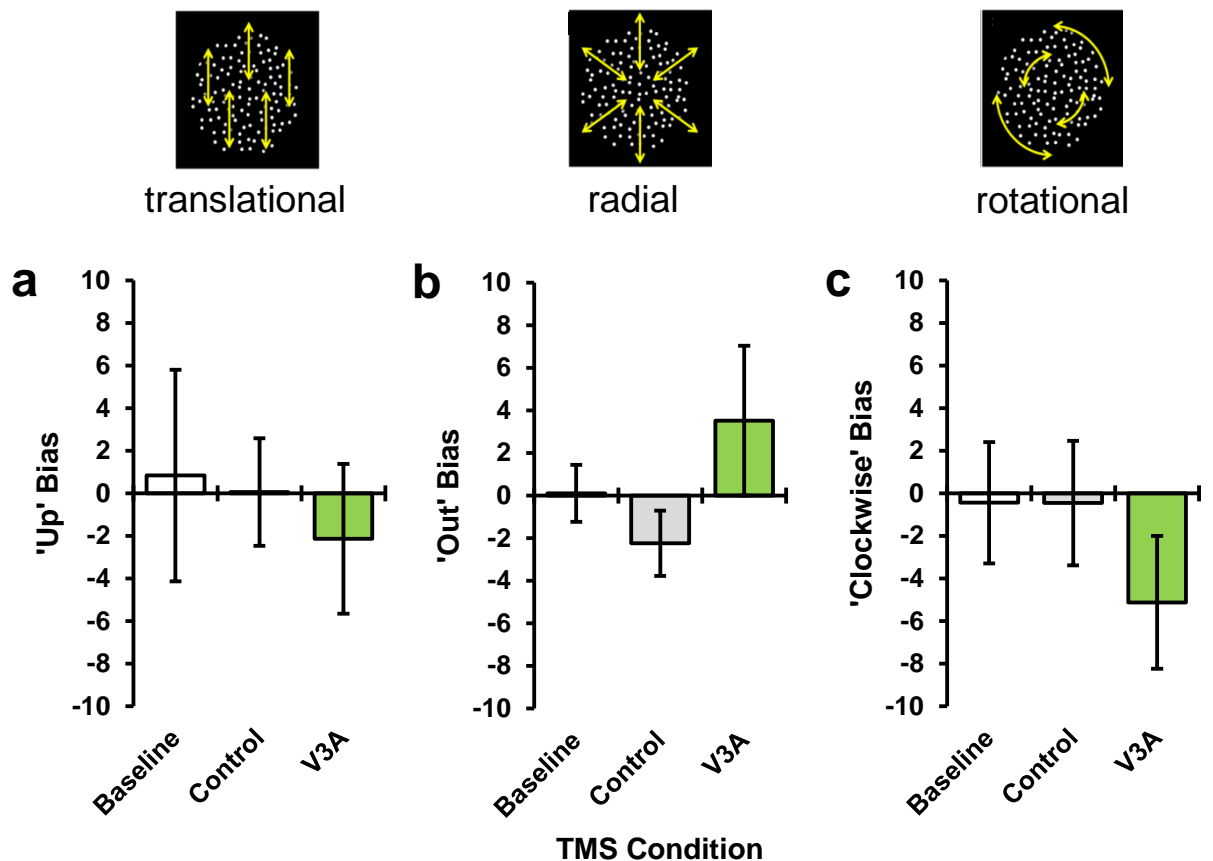 translational
radial
rotational
a
10
8
6
4
2
0
-2
-4
-6
-8
-10
'Up' Bias
Baseline
Control
V3A
b
10
8
6
4
2
0
-2
-4
-6
-8
-10
'Out' Bias
Baseline
Control
V3A
c
10
8
6
4
2
0
-2
-4
-6
-8
-10
'Clockwise' Bias
Baseline
Control
V3A
TMS Condition